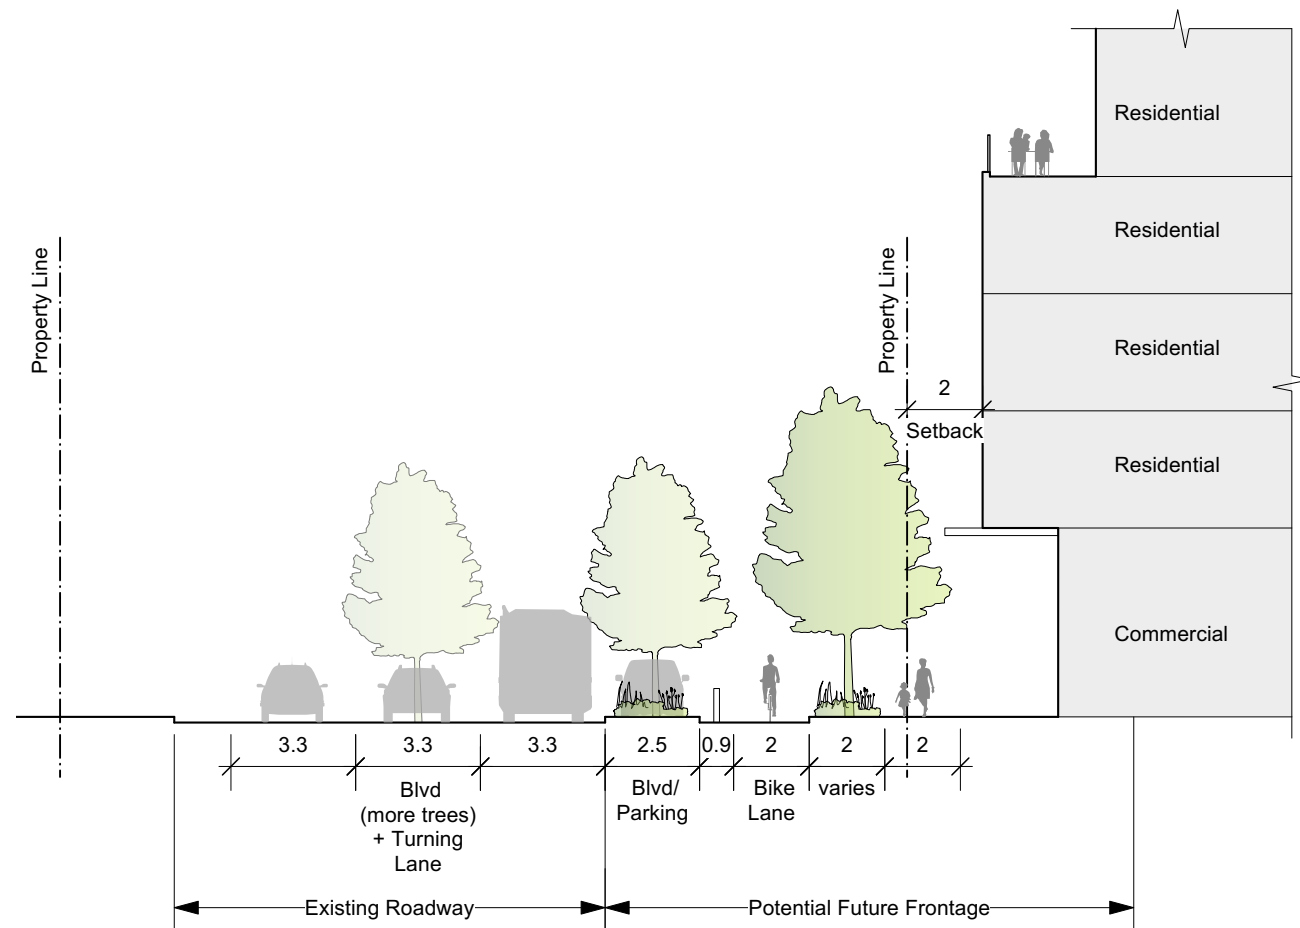 Residential
Residential
Residential
Residential
Commercial
Property Line
Property Line
2
Setback
3.3
3.3
3.3
2.5
0.9
2
2
2
Blvd
(more trees)
+ Turning
Lane
Blvd/
Parking
Bike
Lane
varies
Existing Roadway
Potential Future Frontage